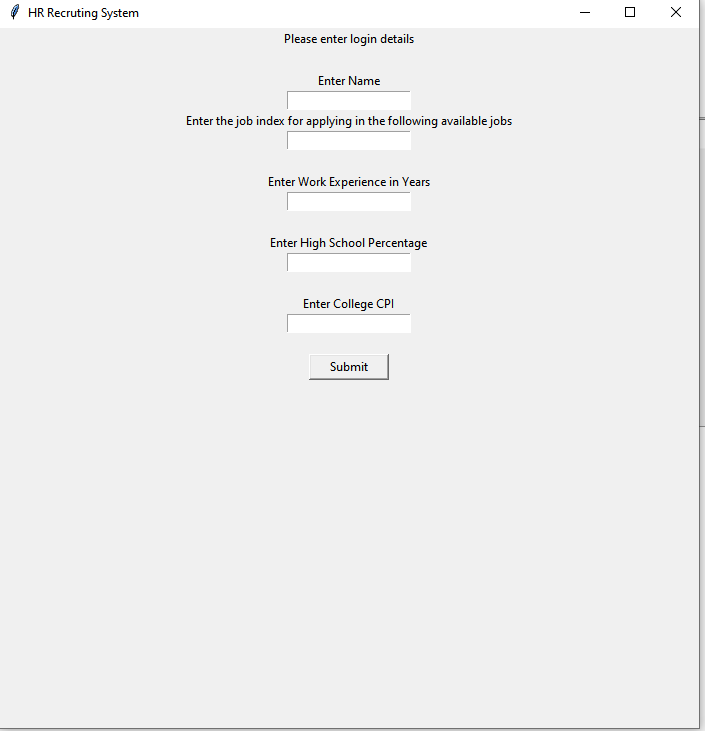 HR Recruting System
Please enter login details
Enter Name
Enter the job index for applying in the following available jobs
Enter Work Experience in Years
Enter High School Percentage
Enter College CPI
Submit